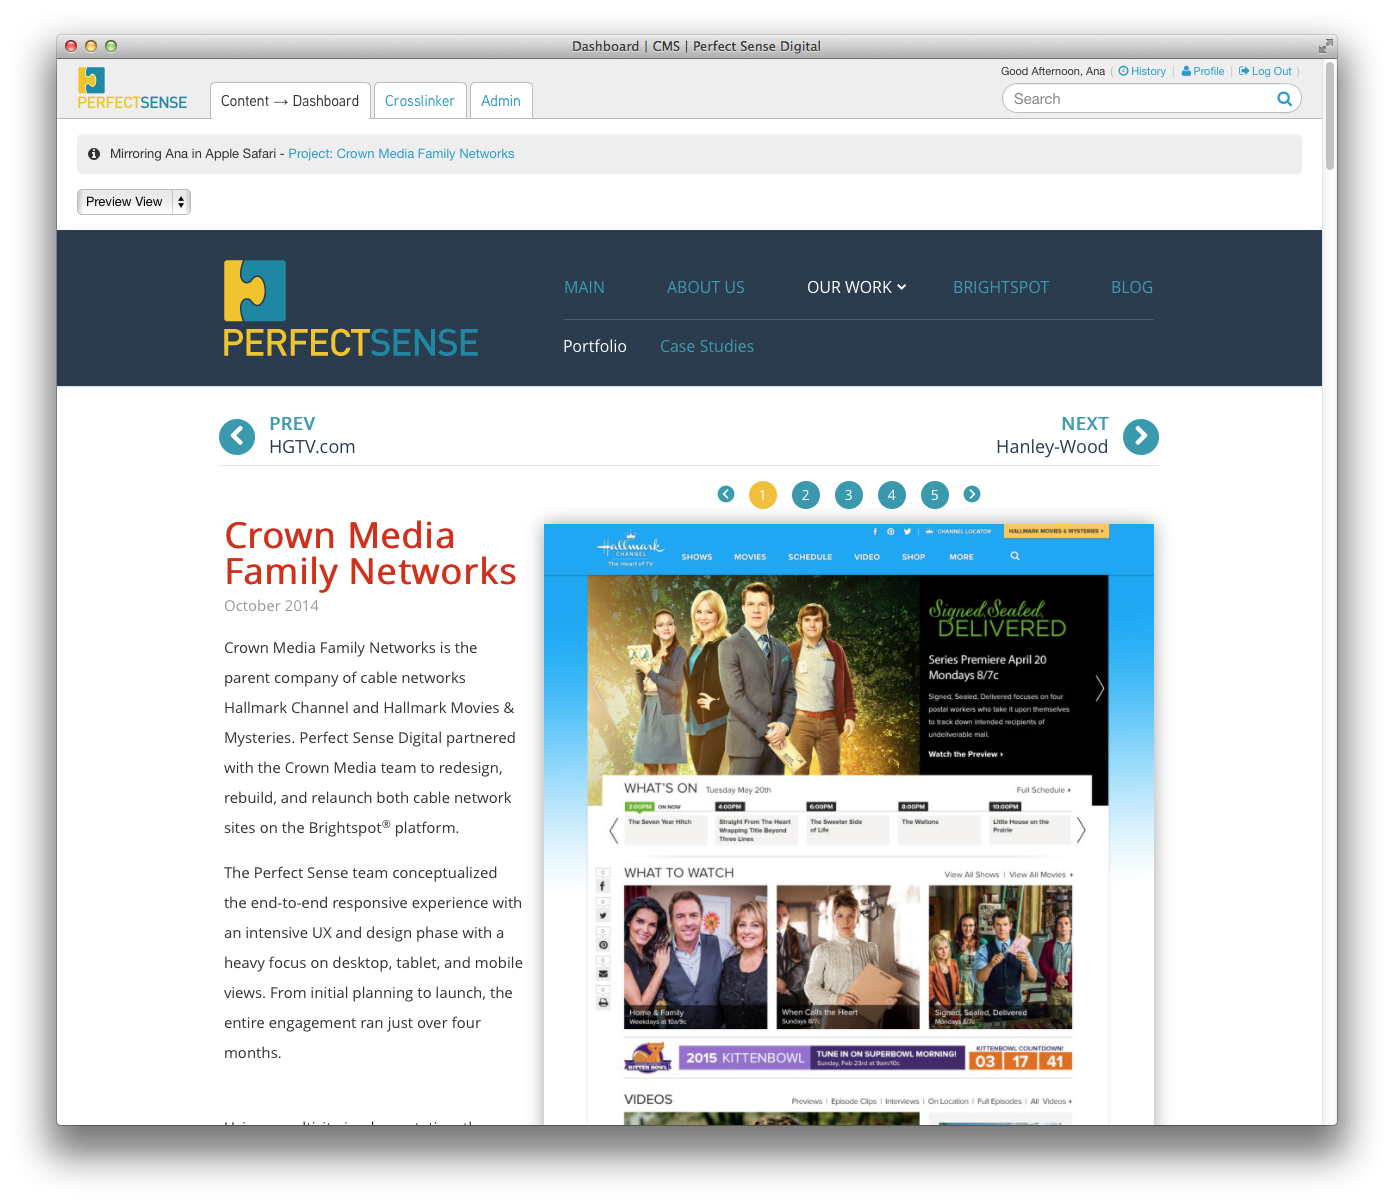 Dashboard | CMS | Perfect Sense Digital
PERFECTSENSE
Content → Dashboard
Crosslinker
Admin
Good Afternoon, Ana ( History | Profile | Log Out )
Search
Mirroring Ana in Apple Safari - Project: Crown Media Family Networks
Preview View
PERFECTSENSE
MAIN
ABOUT US
OUR WORK
BRIGHTSPOT
BLOG
Portfolio
Case Studies
PREV
HGTV.com
NEXT
Hanley-Wood
1 2 3 4 5
Crown Media
Family Networks
October 2014
Crown Media Family Networks is the
parent company of cable networks
Hallmark Channel and Hallmark Movies &
Mysteries. Perfect Sense Digital partnered
with the Crown Media team to redesign,
rebuild, and relaunch both cable network
sites on the Brightspot® platform.
The Perfect Sense team conceptualized
the end-to-end responsive experience with
an intensive UX and design phase with a
heavy focus on desktop, tablet, and mobile
views. From initial planning to launch, the
entire engagement ran just over four
months.
CHANNEL LOCATOR
HALLMARK MOVIES & MYSTERIES
Hallmark
CHANNEL
The Heart of TV
SHOWS
MOVIES
SCHEDULE
VIDEO
SHOP
MORE
Signed, Sealed,
DELIVERED
Series Premiere April 20
Mondays 8/7c
Signed, Sealed, Delivered focuses on four
postal workers who take it upon themselves
to track down intended recipients of
undeliverable mail.
Watch the Preview
WHAT'S ON Tuesday May 20th
Full Schedule
2:00PM ON NOW
The Seven Year Hitch
4:00PM
Straight From The Heart
Wrapping Title Beyond
Three Lines
6:00PM
The Sweeter Side
of Life
8:00PM
The Waltons
10:00PM
Little House on the
Prairie
WHAT TO WATCH
View All Shows | View All Movies
0
0
0
0
0
Home & Family
Weekdays at 10a/9c
When Calls the Heart
Sundays 8/7c
Signed, Sealed, Delivered
Mondays 8/7c
KITTEN BOWL
2015 KITTENBOWL
TUNE IN ON SUPERBOWL MORNING!
Sunday, Feb 23rd at 9am/10c
KITTENBOWL COUNTDOWN!
03 17 41
VIDEOS
Previews | Episode Clips | Interviews | On Location | Full Episodes | All Videos